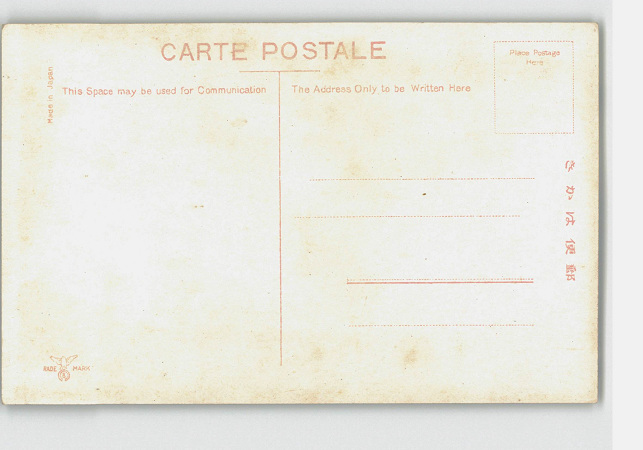 CARTE POSTALE
Place Postage
Here
Made in Japan
This Space may be used for Communication
The Address Only to be Written Here
きかは便郵
RADE MARK